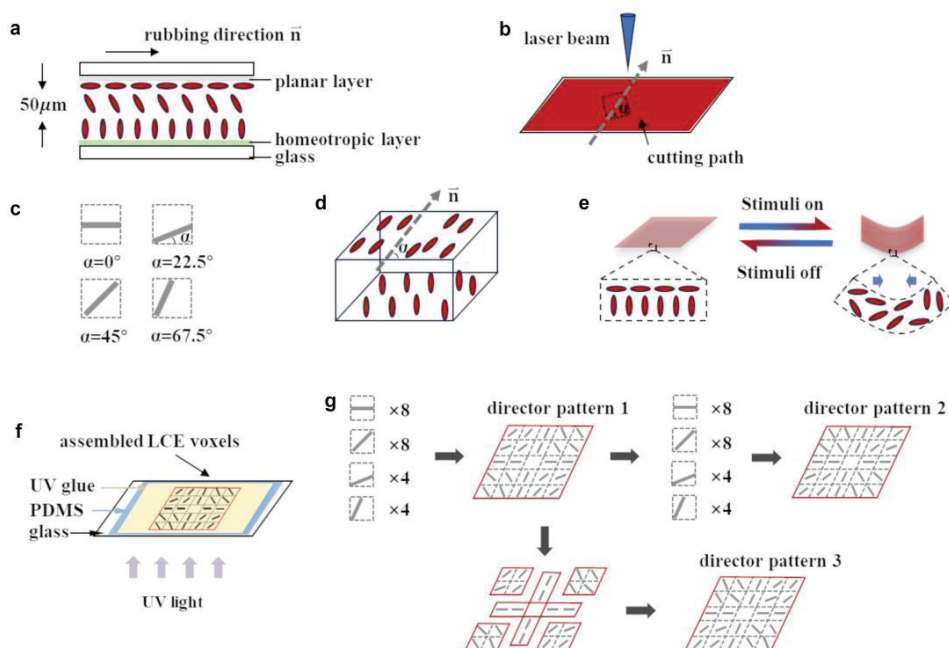 a
rubbing direction n
planar layer
50μm
homeotropic layer
glass
b
laser beam
n
α
cutting path
c
α
α=0°
α=22.5°
α=45°
α=67.5°
d
n
α
e
Stimuli on
Stimuli off
f
assembled LCE voxels
UV glue
PDMS
glass
UV light
g
×8
×8
×4
×4
director pattern 1
×8
×8
×4
×4
director pattern 2
director pattern 3